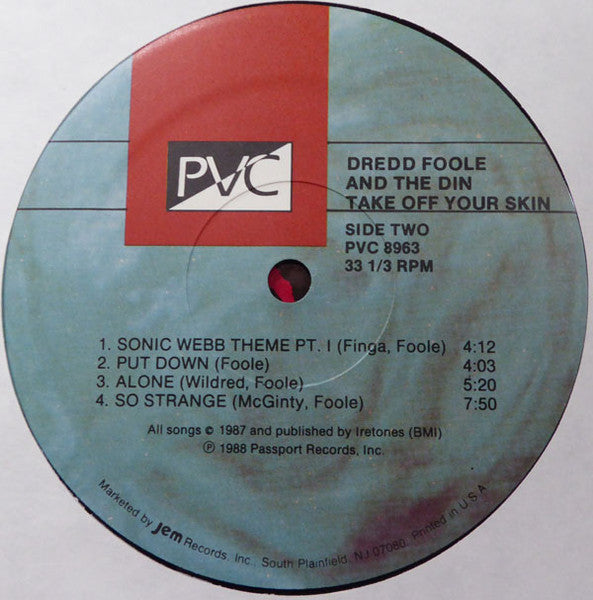 PVC
DREDD FOOLE
AND THE DIN
TAKE OFF YOUR SKIN
SIDE TWO
PVC 8963
33 1/3 RPM
1. SONIC WEBB THEME PT. I (Finga, Foole) 4:12
2. PUT DOWN (Foole) 4:03
3. ALONE (Wildred, Foole) 5:20
4. SO STRANGE (McGinty, Foole) 7:50
All songs © 1987 and published by Iretones (BMI)
℗ 1988 Passport Records, Inc.
Marketed by Jem Records, Inc., South Plainfield, NJ 07080. Printed in U.S.A.